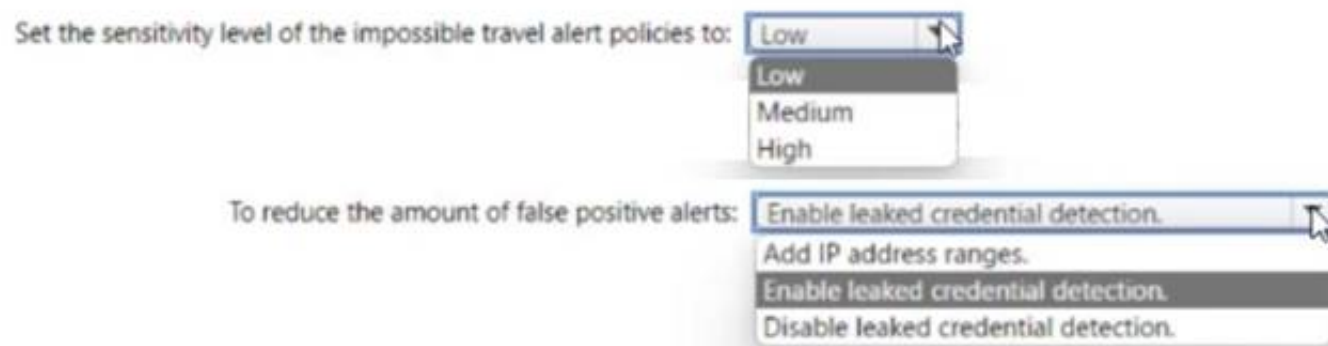 Set the sensitivity level of the impossible travel alert policies to: Low
Low
Medium
High
To reduce the amount of false positive alerts: Enable leaked credential detection.
Add IP address ranges.
Enable leaked credential detection.
Disable leaked credential detection.